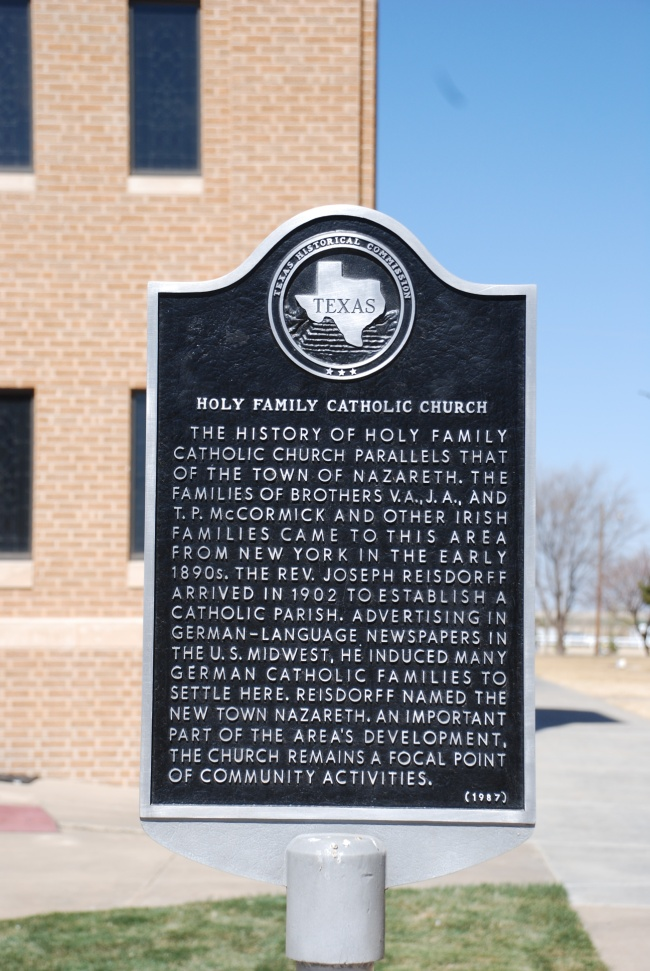 TEXAS HISTORICAL COMMISSION
TEXAS
HOLY FAMILY CATHOLIC CHURCH
THE HISTORY OF HOLY FAMILY
CATHOLIC CHURCH PARALLELS THAT
OF THE TOWN OF NAZARETH. THE
FAMILIES OF BROTHERS V.A., J. A., AND
T. P. McCORMICK AND OTHER IRISH
FAMILIES CAME TO THIS AREA
FROM NEW YORK IN THE EARLY
1890s. THE REV. JOSEPH REISDORFF
ARRIVED IN 1902 TO ESTABLISH A
CATHOLIC PARISH. ADVERTISING IN
GERMAN-LANGUAGE NEWSPAPERS IN
THE U.S. MIDWEST, HE INDUCED MANY
GERMAN CATHOLIC FAMILIES TO
SETTLE HERE. REISDORFF NAMED THE
NEW TOWN NAZARETH. AN IMPORTANT
PART OF THE AREA'S DEVELOPMENT,
THE CHURCH REMAINS A FOCAL POINT
OF COMMUNITY ACTIVITIES.
(1987)